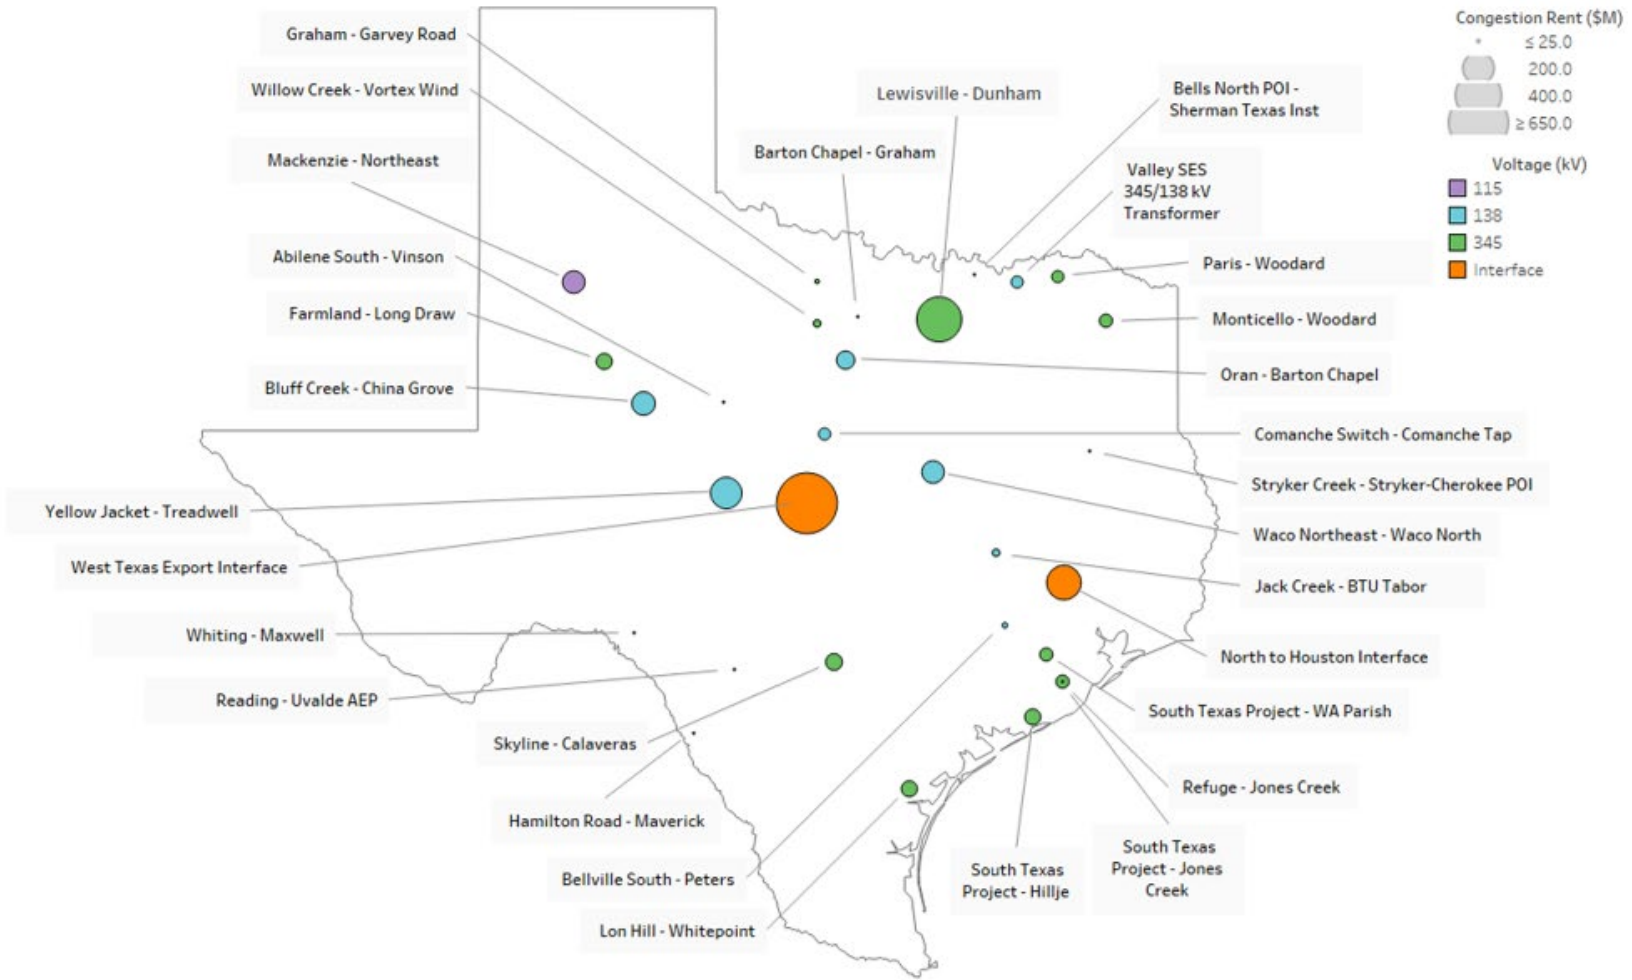 Graham - Garvey Road
Willow Creek - Vortex Wind
Mackenzie - Northeast
Abilene South - Vinson
Farmland - Long Draw
Bluff Creek - China Grove
Yellow Jacket - Treadwell
West Texas Export Interface
Whiting - Maxwell
Reading - Uvalde AEP
Skyline - Calaveras
Hamilton Road - Maverick
Bellville South - Peters
Lon Hill - Whitepoint
Barton Chapel - Graham
Lewisville - Dunham
Bells North POI -
Sherman Texas Inst
Valley SES
345/138 kV
Transformer
Paris - Woodard
Monticello - Woodard
Oran - Barton Chapel
Comanche Switch - Comanche Tap
Stryker Creek - Stryker-Cherokee POI
Waco Northeast - Waco North
Jack Creek - BTU Tabor
North to Houston Interface
South Texas Project - WA Parish
Refuge - Jones Creek
South Texas
Project - Jones
Creek
South Texas
Project - Hillje
Congestion Rent ($M)
≤ 25.0
200.0
400.0
≥ 650.0
Voltage (kV)
115
138
345
Interface